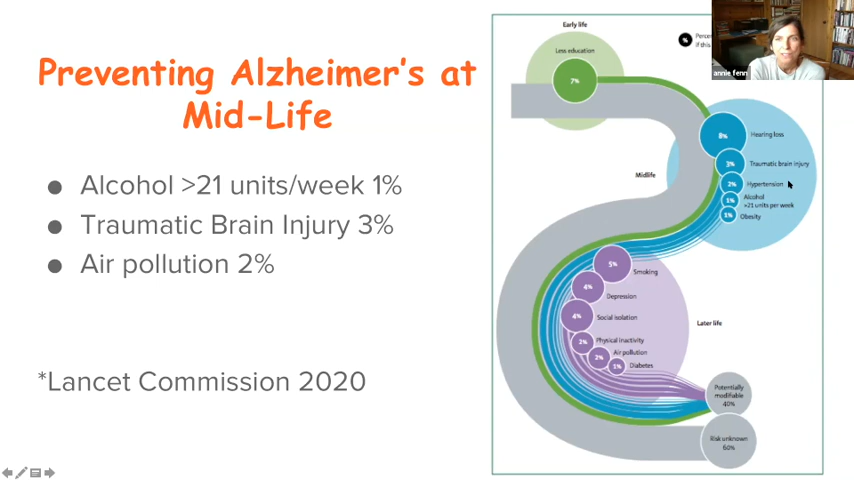 Preventing Alzheimer's at
Mid-Life
● Alcohol >21 units/week 1%
● Traumatic Brain Injury 3%
● Air pollution 2%
*Lancet Commission 2020
Early life
Less education
7%
%
if this
annie fenn
8%
Hearing loss
3%
Traumatic brain injury
Midlife
2%
Hypertension
1%
Alcohol
>21 units per week
1%
Obesity
5%
Smoking
4%
Depression
4%
Social isolation
Later life
Physical inactivity
2%
Air pollution
1%
Diabetes
Potentially
modifiable
40%
Risk unknown
60%